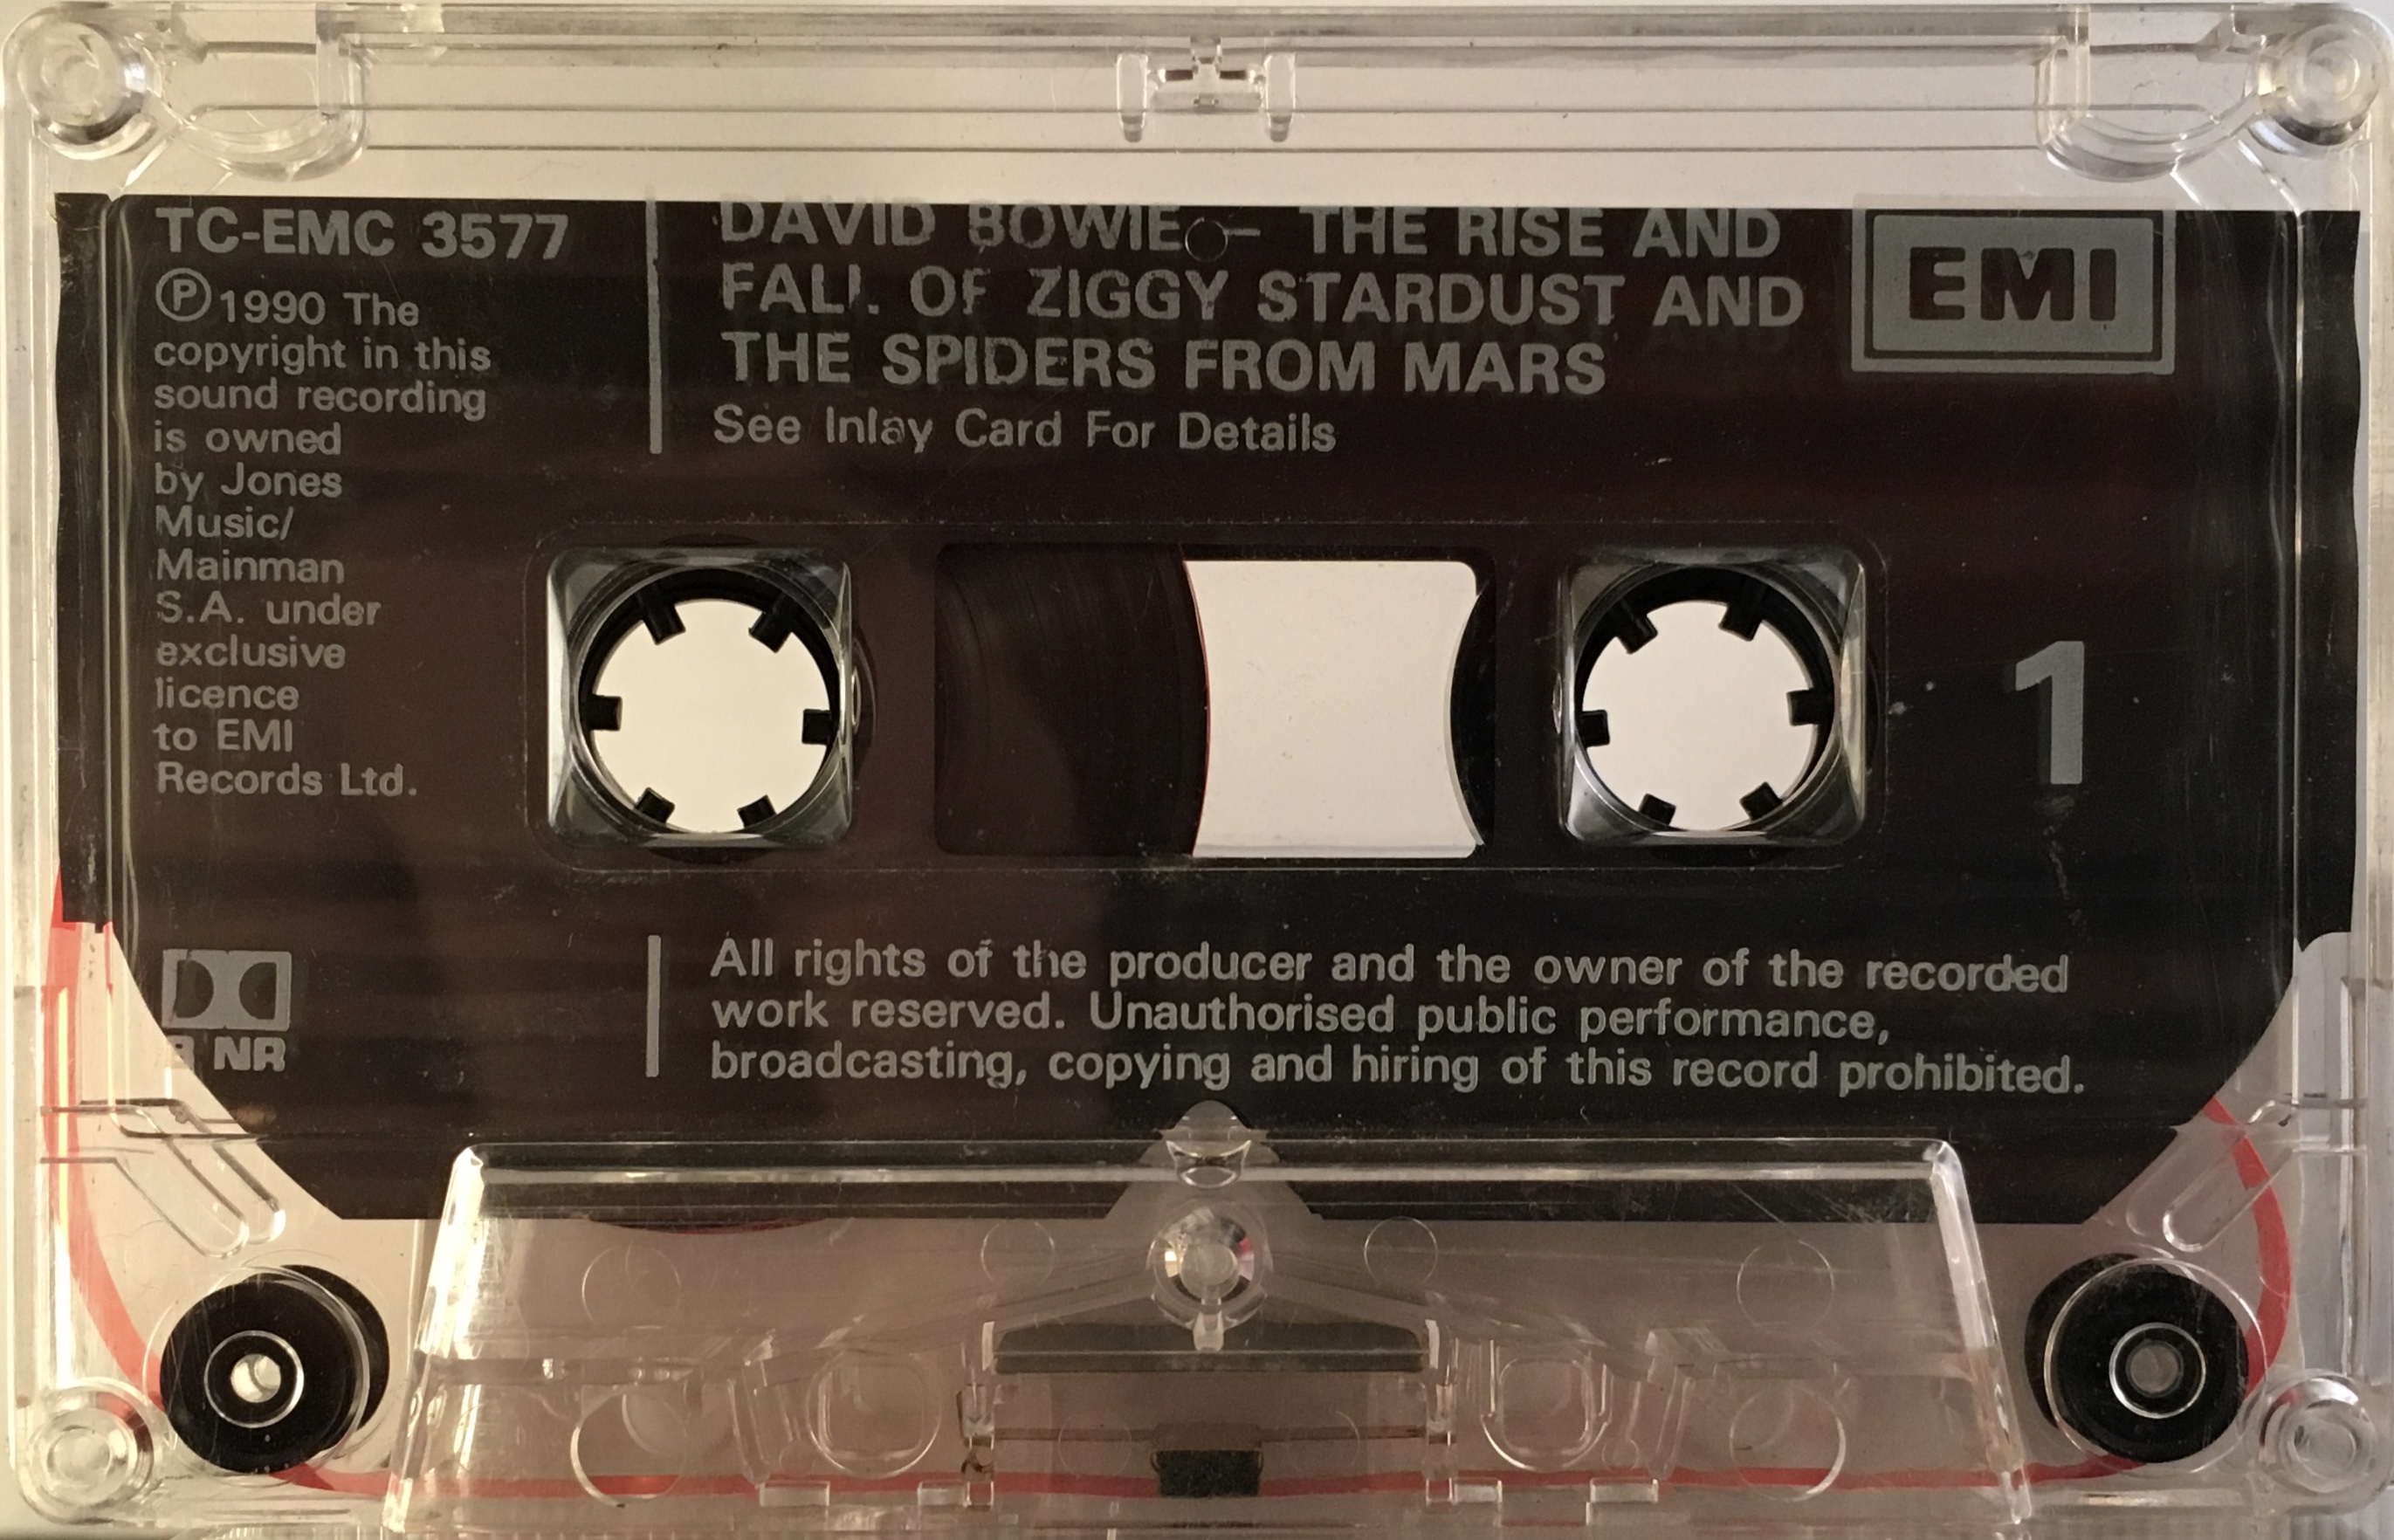 TC-EMC 3577
℗1990 The
copyright in this
sound recording
is owned
by Jones
Music/
Mainman
S.A. under
exclusive
licence
to EMI
Records Ltd.
DAVID BOWIE – THE RISE AND
FALL OF ZIGGY STARDUST AND
THE SPIDERS FROM MARS
See Inlay Card For Details
EMI
1
B NR
All rights of the producer and the owner of the recorded
work reserved. Unauthorised public performance,
broadcasting, copying and hiring of this record prohibited.